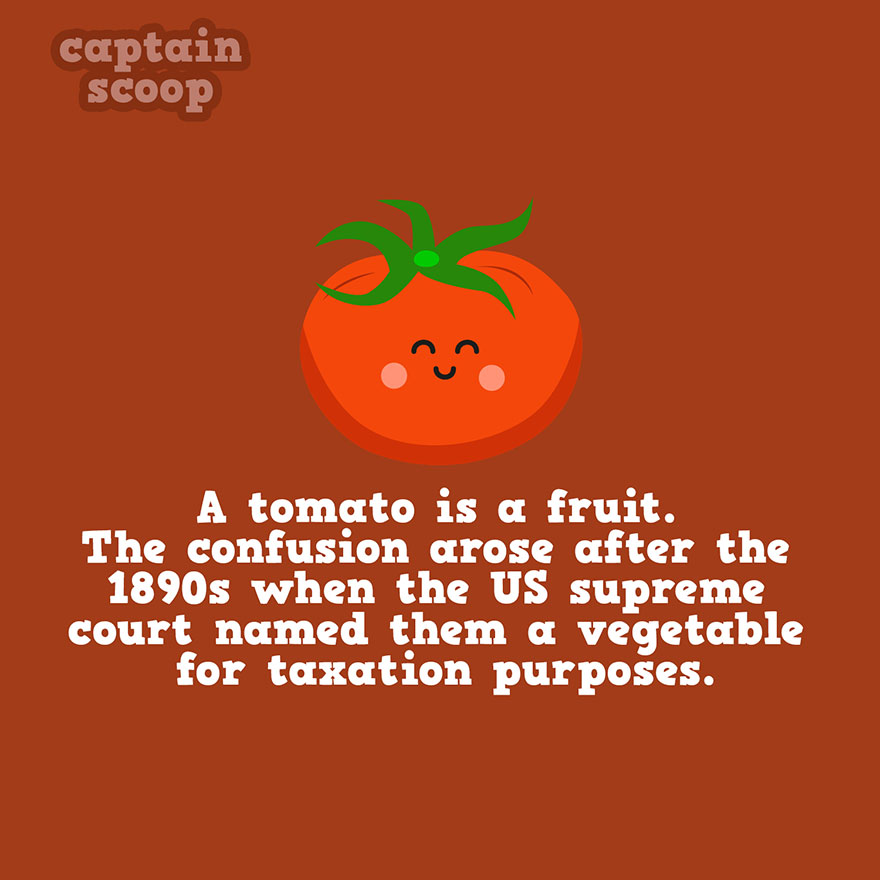 captain
scoop
A tomato is a fruit.
The confusion arose after the
1890s when the US supreme
court named them a vegetable
for taxation purposes.